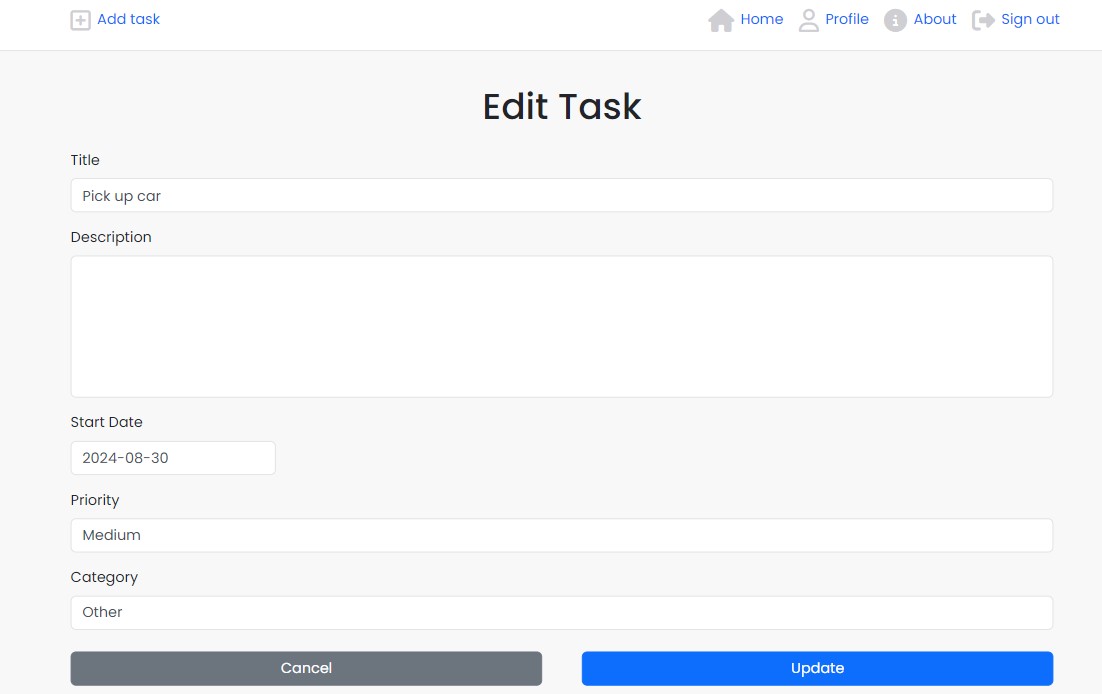 Add task Home Profile About Sign out
Edit Task
Title
Pick up car
Description
Start Date
2024-08-30
Priority
Medium
Category
Other
Cancel Update